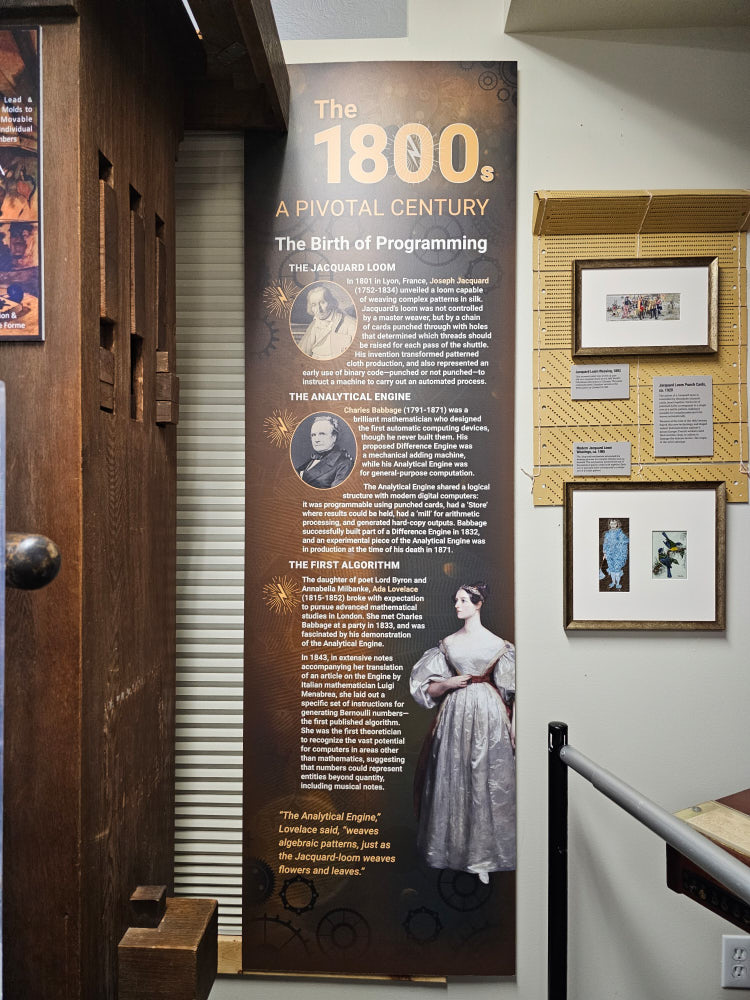 Lead &
Molds to
Movable
The
1800s
A PIVOTAL CENTURY
The Birth of Programming
THE JACQUARD LOOM
In 1801 in Lyon, France, Joseph Jacquard
(1752-1834) unveiled a loom capable
of weaving complex patterns in silk.
Jacquard's loom was not controlled
by a master weaver, but by a chain
of cards punched through with holes
that determined which threads should
be raised for each pass of the shuttle.
His invention transformed patterned
cloth production, and also represented an
early use of binary code—punched or not punched—to
instruct a machine to carry out an automated process.
THE ANALYTICAL ENGINE
Charles Babbage (1791-1871) was a
brilliant mathematician who designed
the first automatic computing devices,
though he never built them. His
proposed Difference Engine was
a mechanical adding machine,
while his Analytical Engine was
for general-purpose computation.
The Analytical Engine shared a logical
structure with modern digital computers:
it was programmable using punched cards, had a 'Store'
where results could be held, had a 'mill' for arithmetic
processing, and generated hard-copy outputs. Babbage
successfully built part of a Difference Engine in 1832,
and an experimental piece of the Analytical Engine was
in production at the time of his death in 1871.
THE FIRST ALGORITHM
The daughter of poet Lord Byron and
Annabella Milbanke, Ada Lovelace
(1815-1852) broke with expectation
to pursue advanced mathematical
studies in London. She met Charles
Babbage at a party in 1833, and was
fascinated by his demonstration
of the Analytical Engine.
In 1843, in extensive notes
accompanying her translation
of an article on the Engine by
Italian mathematician Luigi
Menabrea, she laid out a
specific set of instructions for
generating Bernoulli numbers—
the first published algorithm.
She was the first theoretician
to recognize the vast potential
for computers in areas other
than mathematics, suggesting
that numbers could represent
entities beyond quantity,
including musical notes.
"The Analytical Engine,"
Lovelace said, "weaves
algebraic patterns, just as
the Jacquard-loom weaves
flowers and leaves."
Jacquard Loom Weaving,
Jacquard Loom Punch Cards,
Modern Jacquard Loom
Weavings, ca.